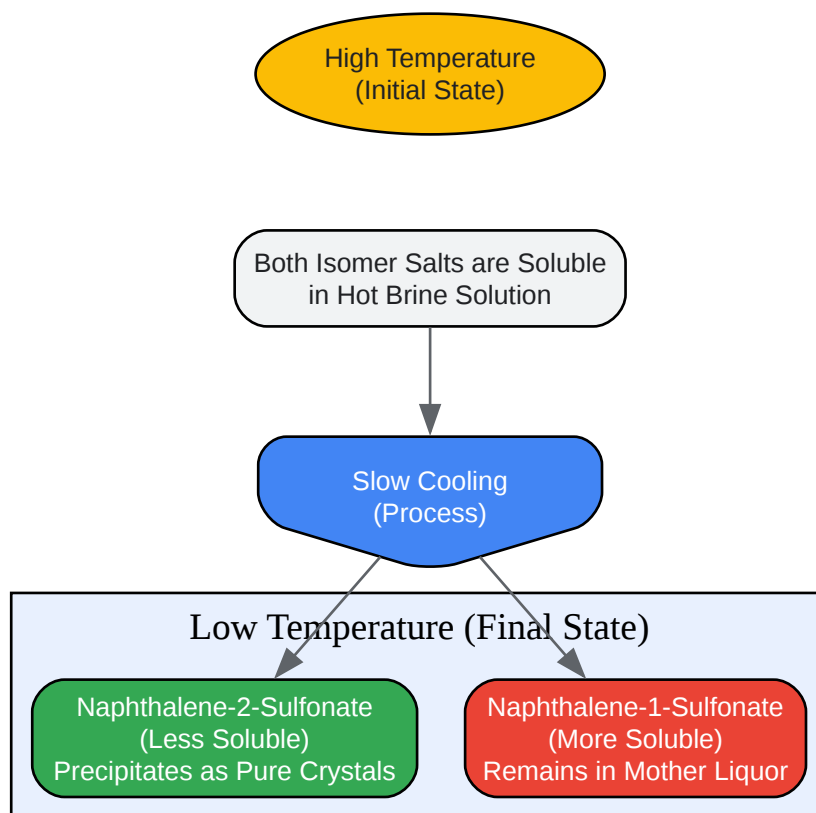 High Temperature
(Initial State)
Both Isomer Salts are Soluble
in Hot Brine Solution
Slow Cooling
(Process)
Low Temperature (Final State)
Naphthalene-2-Sulfonate
(Less Soluble)
Precipitates as Pure Crystals
Naphthalene-1-Sulfonate
(More Soluble)
Remains in Mother Liquor